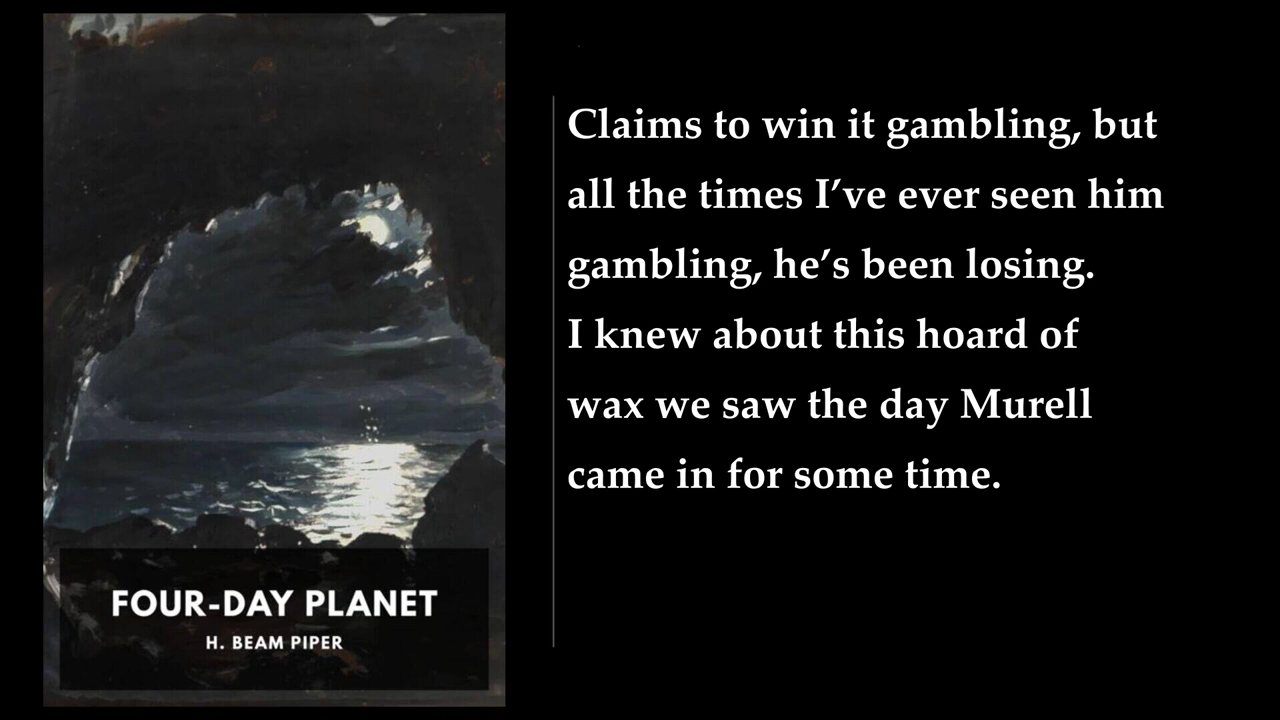 Claims to win it gambling, but
all the times I’ve ever seen him
gambling, he’s been losing.
I knew about this hoard of
wax we saw the day Murell
came in for some time.
FOUR-DAY PLANET
H. BEAM PIPER